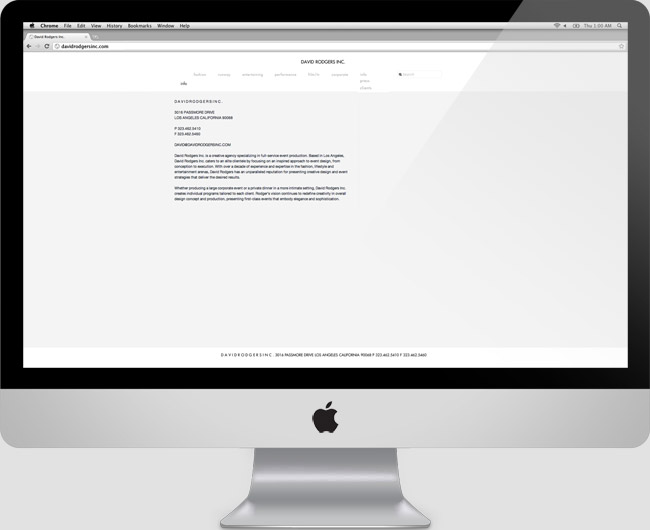 Chrome File Edit View History Bookmarks Window Help Thu 1:00 AM
David Rodgers Inc.
davidrodgersinc.com
DAVID RODGERS INC.
fashion entertaining performance corporate info
press
clients
info
DAVIDRODGERSINC.
3016 PASSMORE DRIVE
LOS ANGELES CALIFORNIA 90068
P 323.462.5410
F 323.462.5460
DAVID@DAVIDRODGERSINC.COM
David Rodgers Inc. is a creative agency specializing in full-service event production. Based in Los Angeles,
David Rodgers Inc. caters to an elite clientele by focusing on an inspired approach to event design, from
conception to execution. With over a decade of experience and expertise in the fashion, lifestyle and
entertainment arenas, David Rodgers has an unparalleled reputation for presenting creative design and event
strategies that deliver the desired results.
Whether producing a large corporate event or a private dinner in a more intimate setting, David Rodgers Inc.
creates individual programs tailored to each client. Rodger's vision continues to redefine creativity in overall
design concept and production, presenting first-class events that embody elegance and sophistication.
DAVIDRODGERSINC. 3016 PASSMORE DRIVE LOS ANGELES CALIFORNIA 90068 P 323.462.5410 F 323.462.5460